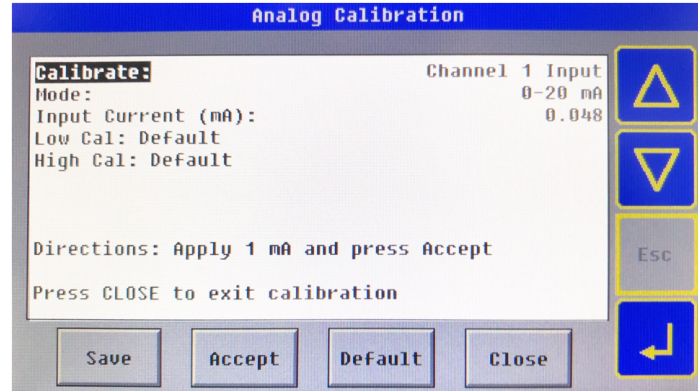 Analog Calibration
Calibrate: Channel 1 Input
Mode: 0-20 mA
Input Current (mA): 0.048
Low Cal: Default
High Cal: Default
Directions: Apply 1 mA and press Accept
Esc
Press CLOSE to exit calibration
Save Accept Default Close